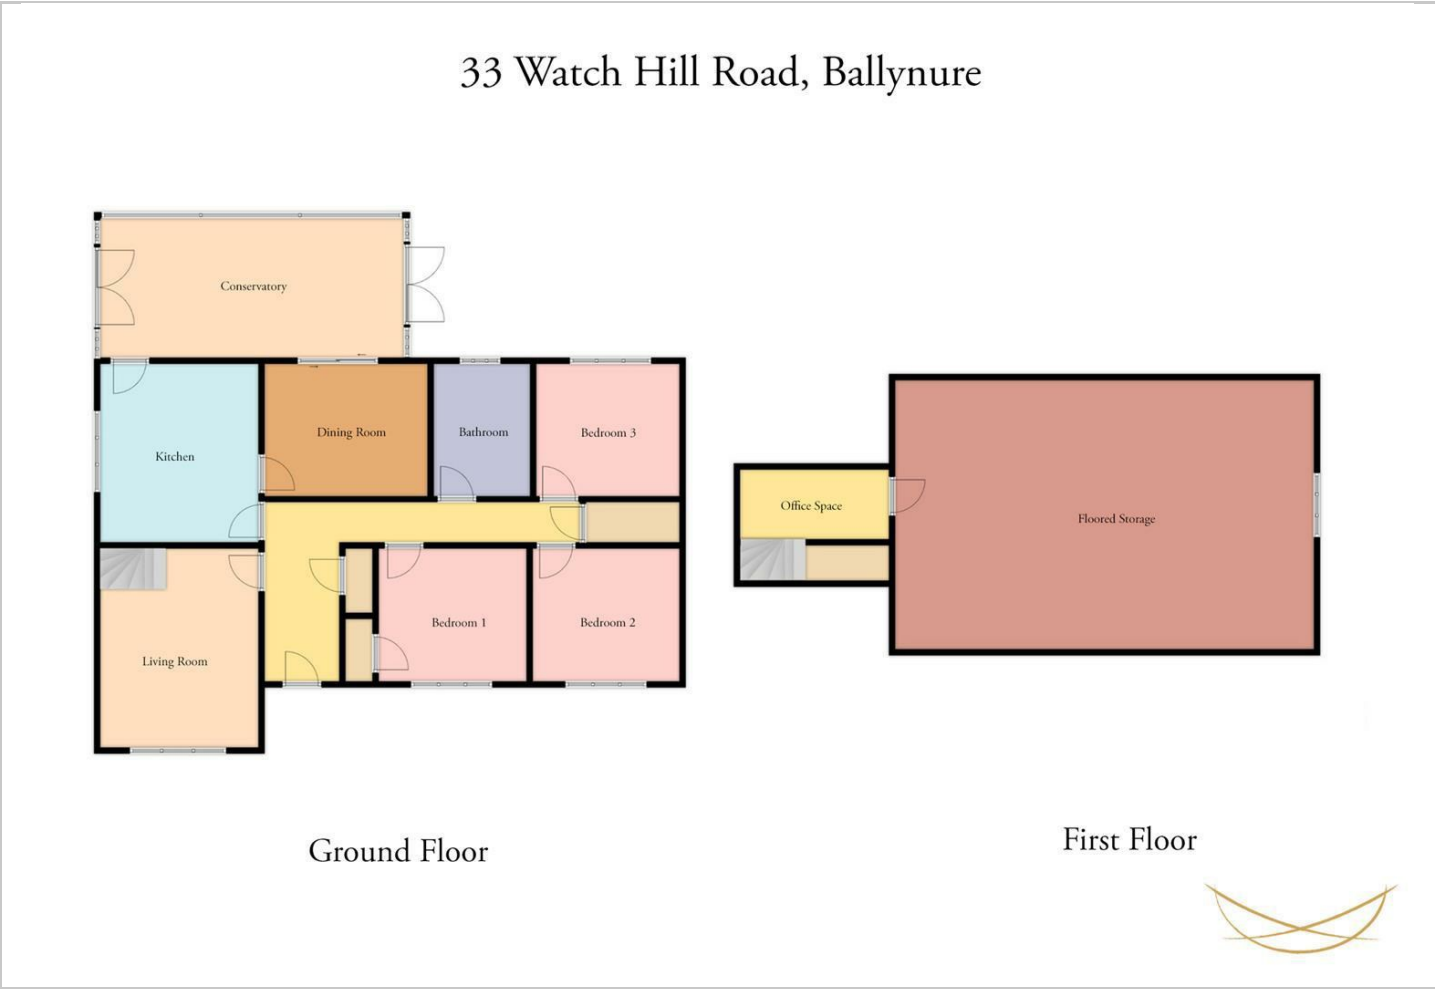 33 Watch Hill Road, Ballynure
Conservatory
Kitchen
Dining Room
Bathroom
Bedroom 3
Living Room
Bedroom 1
Bedroom 2
Office Space
Floored Storage
Ground Floor
First Floor